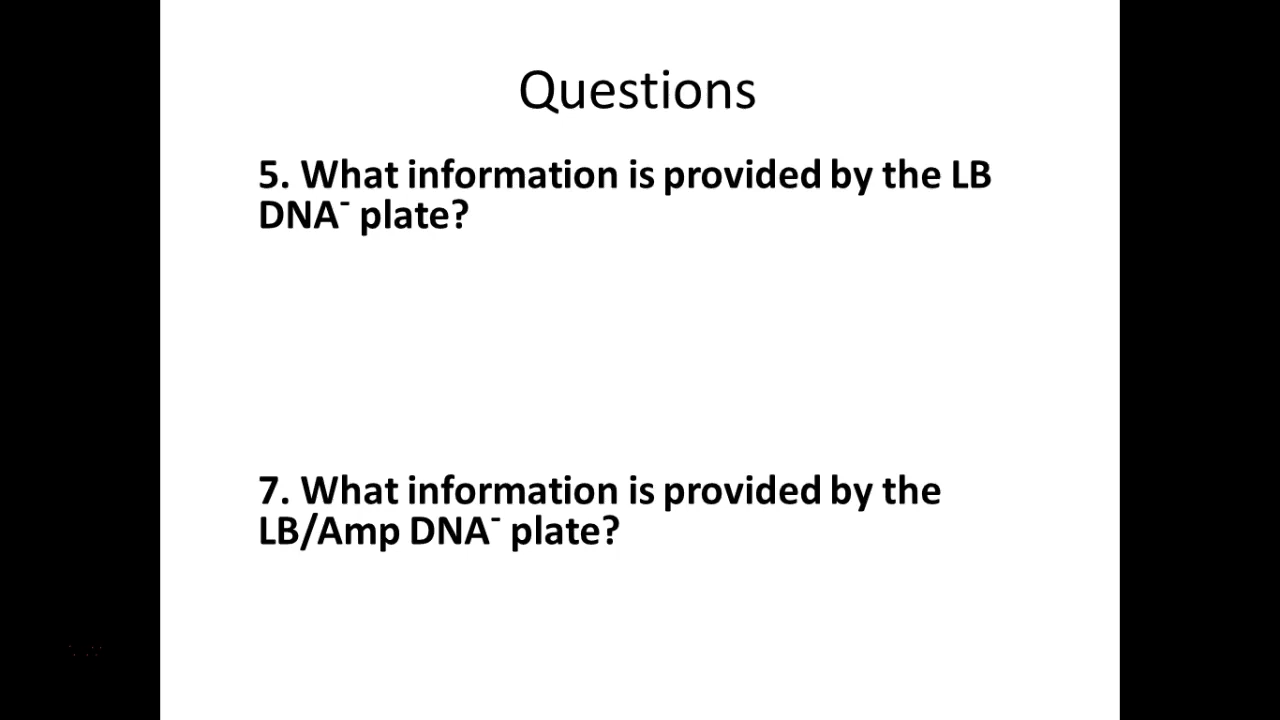 Questions
5. What information is provided by the LB
DNA⁻ plate?
7. What information is provided by the
LB/Amp DNA⁻ plate?